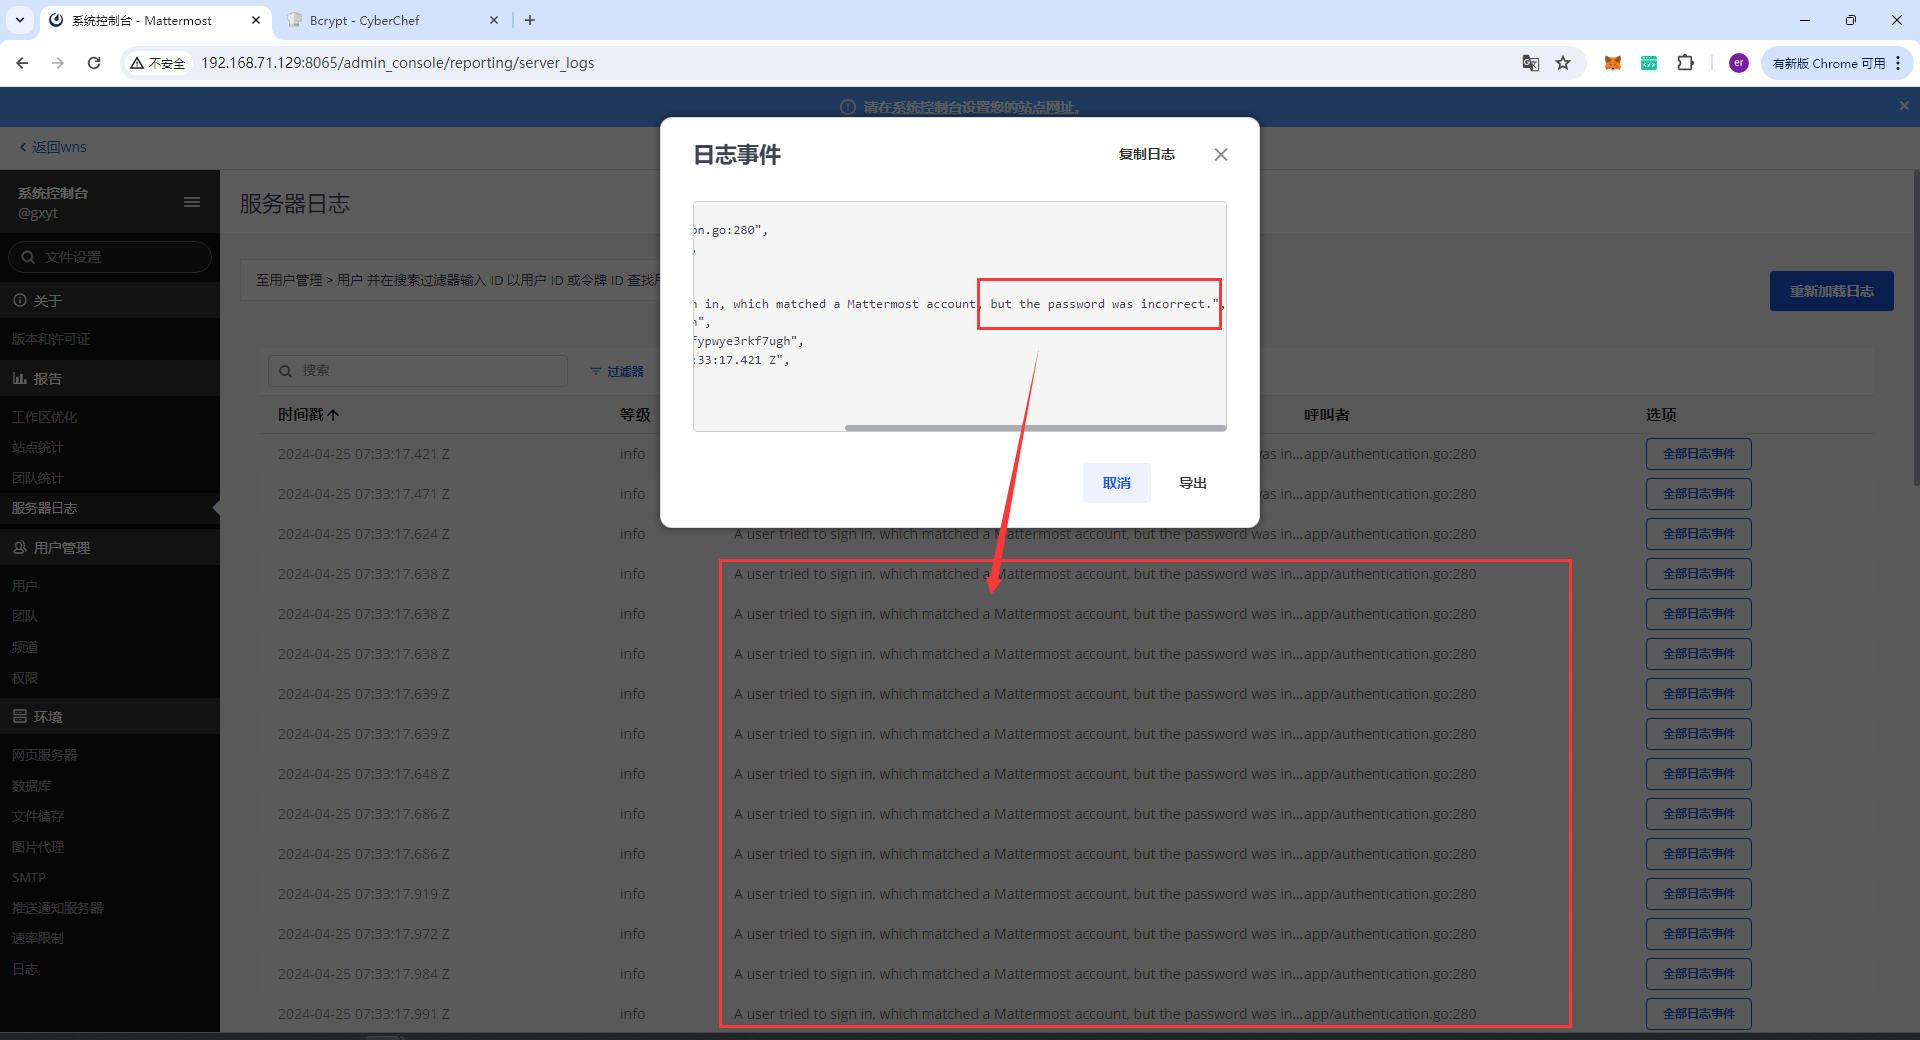 系统控制台 - Mattermost
Bcrypt - CyberChef
不安全
192.168.71.129:8065/admin_console/reporting/server_logs
er
有新版 Chrome 可用
请在系统控制台设置您的站点网址。
返回wns
系统控制台
@gxyt
文件设置
关于
版本和许可证
报告
工作区优化
站点统计
团队统计
服务器日志
用户管理
用户
团队
频道
权限
环境
网页服务器
数据库
文件储存
图片代理
SMTP
推送通知服务器
速率限制
日志
服务器日志
至用户管理 > 用户 并在搜索过滤器输入 ID 以用户 ID 或令牌 ID 查找
重新加载日志
搜索
过滤器
日志事件
复制日志
on.go:280",
,
n in, which matched a Mattermost account, but the password was incorrect.",
n",
fypwye3rkf7ugh",
:33:17.421 Z",
取消
导出
时间戳 等级 呼叫者 选项
2024-04-25 07:33:17.421 Z info was in...app/authentication.go:280 全部日志事件
2024-04-25 07:33:17.471 Z info was in...app/authentication.go:280 全部日志事件
2024-04-25 07:33:17.624 Z info A user tried to sign in, which matched a Mattermost account, but the password was in...app/authentication.go:280 全部日志事件
2024-04-25 07:33:17.638 Z info A user tried to sign in, which matched a Mattermost account, but the password was in...app/authentication.go:280 全部日志事件
2024-04-25 07:33:17.638 Z info A user tried to sign in, which matched a Mattermost account, but the password was in...app/authentication.go:280 全部日志事件
2024-04-25 07:33:17.638 Z info A user tried to sign in, which matched a Mattermost account, but the password was in...app/authentication.go:280 全部日志事件
2024-04-25 07:33:17.639 Z info A user tried to sign in, which matched a Mattermost account, but the password was in...app/authentication.go:280 全部日志事件
2024-04-25 07:33:17.639 Z info A user tried to sign in, which matched a Mattermost account, but the password was in...app/authentication.go:280 全部日志事件
2024-04-25 07:33:17.648 Z info A user tried to sign in, which matched a Mattermost account, but the password was in...app/authentication.go:280 全部日志事件
2024-04-25 07:33:17.686 Z info A user tried to sign in, which matched a Mattermost account, but the password was in...app/authentication.go:280 全部日志事件
2024-04-25 07:33:17.686 Z info A user tried to sign in, which matched a Mattermost account, but the password was in...app/authentication.go:280 全部日志事件
2024-04-25 07:33:17.919 Z info A user tried to sign in, which matched a Mattermost account, but the password was in...app/authentication.go:280 全部日志事件
2024-04-25 07:33:17.972 Z info A user tried to sign in, which matched a Mattermost account, but the password was in...app/authentication.go:280 全部日志事件
2024-04-25 07:33:17.984 Z info A user tried to sign in, which matched a Mattermost account, but the password was in...app/authentication.go:280 全部日志事件
2024-04-25 07:33:17.991 Z info A user tried to sign in, which matched a Mattermost account, but the password was in...app/authentication.go:280 全部日志事件